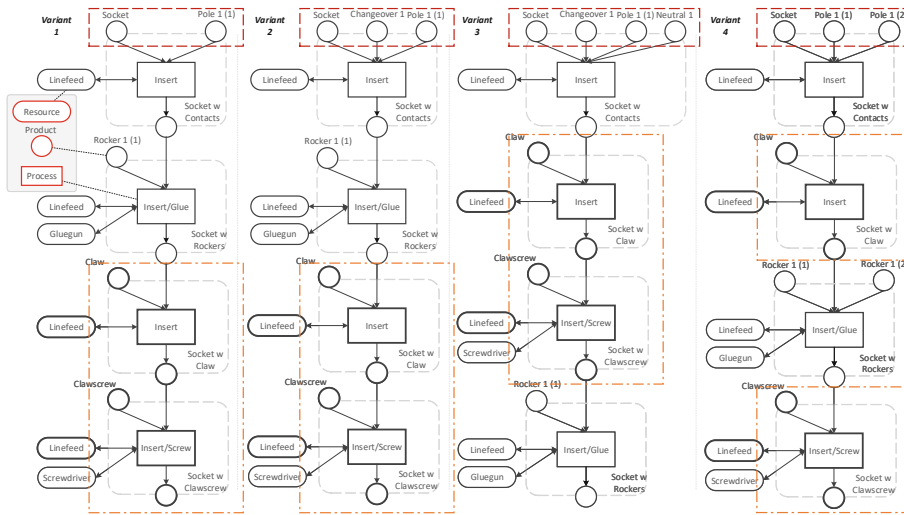 Variant
1
Socket
Pole 1 (1)
Linefeed
Insert
Socket w
Contacts
Resource
Product
Process
Rocker 1 (1)
Linefeed
Gluegun
Insert/Glue
Socket w
Rockers
Claw
Linefeed
Insert
Socket w
Claw
Clawscrew
Linefeed
Screwdriver
Insert/Screw
Socket w
Clawscrew
Variant
2
Socket
Changeover 1
Pole 1 (1)
Linefeed
Insert
Socket w
Contacts
Rocker 1 (1)
Linefeed
Gluegun
Insert/Glue
Socket w
Rockers
Claw
Linefeed
Insert
Socket w
Claw
Clawscrew
Linefeed
Screwdriver
Insert/Screw
Socket w
Clawscrew
Variant
3
Socket
Changeover 1
Pole 1 (1)
Neutral 1
Linefeed
Insert
Socket w
Contacts
Claw
Linefeed
Insert
Socket w
Claw
Clawscrew
Linefeed
Screwdriver
Insert/Screw
Socket w
Clawscrew
Rocker 1 (1)
Linefeed
Gluegun
Insert/Glue
Socket w
Rockers
Variant
4
Socket
Pole 1 (1)
Pole 1 (2
Linefeed
Insert
Socket w
Contacts
Claw
Linefeed
Insert
Socket w
Claw
Rocker 1 (1)
Rocker 1 (2
Linefeed
Gluegun
Insert/Glue
Socket w
Rockers
Clawscrew
Linefeed
Screwdriver
Insert/Screw
Socket w
Clawscrew